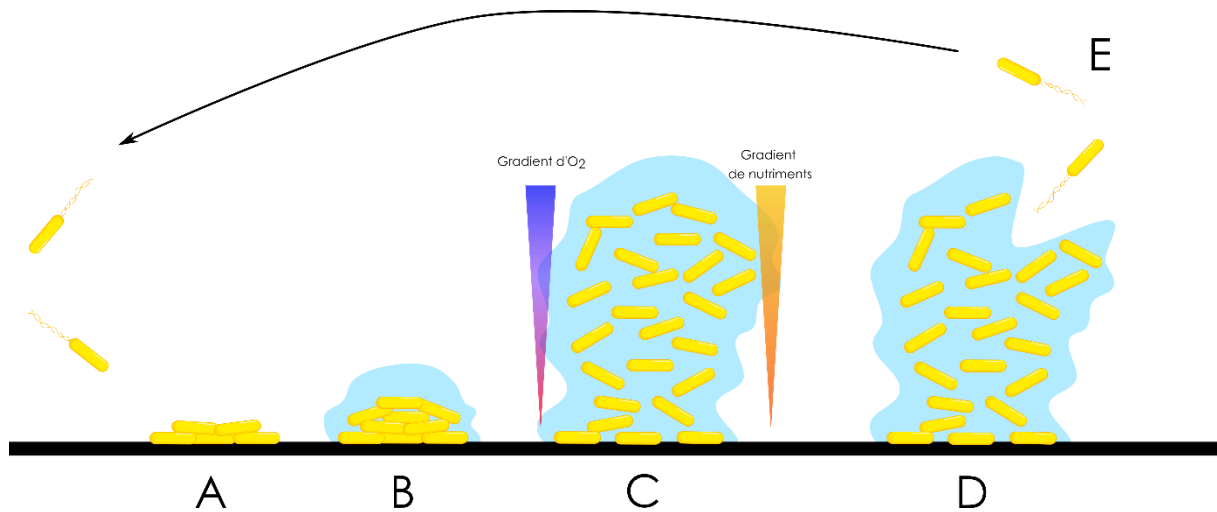 E
Gradient d'O₂
Gradient
de nutriments
A
B
C
D